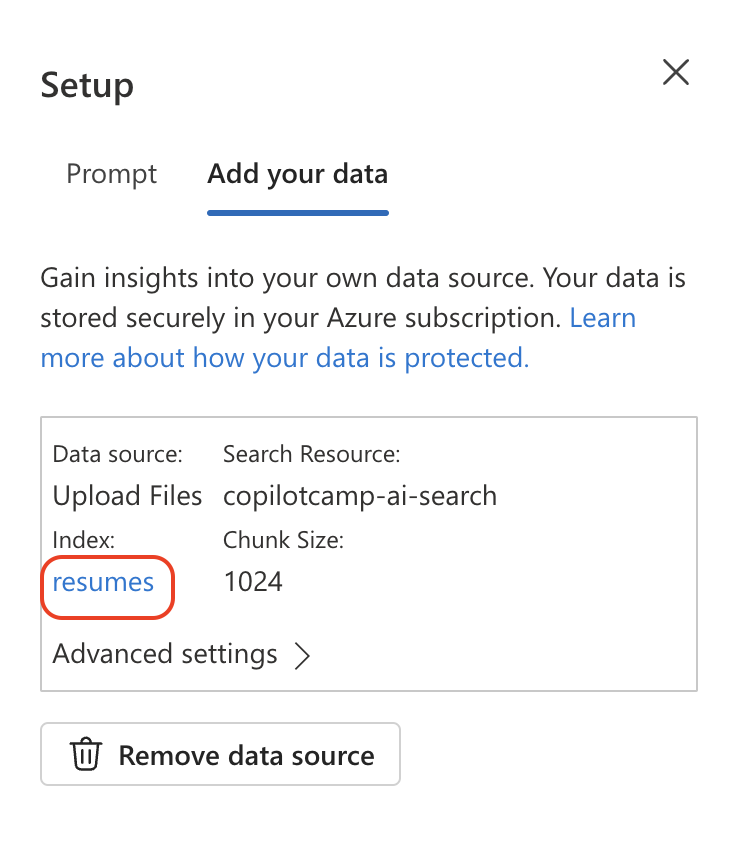 Setup
Prompt Add your data
Gain insights into your own data source. Your data is
stored securely in your Azure subscription. Learn
more about how your data is protected.
Data source: Search Resource:
Upload Files copilotcamp-ai-search
Index: Chunk Size:
resumes 1024
Advanced settings
Remove data source